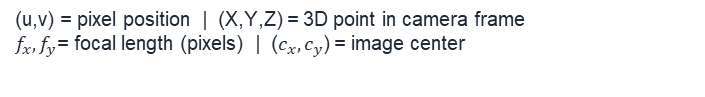 (u,v) = pixel position | (X,Y,Z) = 3D point in camera frame
fx, fy= focal length (pixels) | (cx, cy) = image center